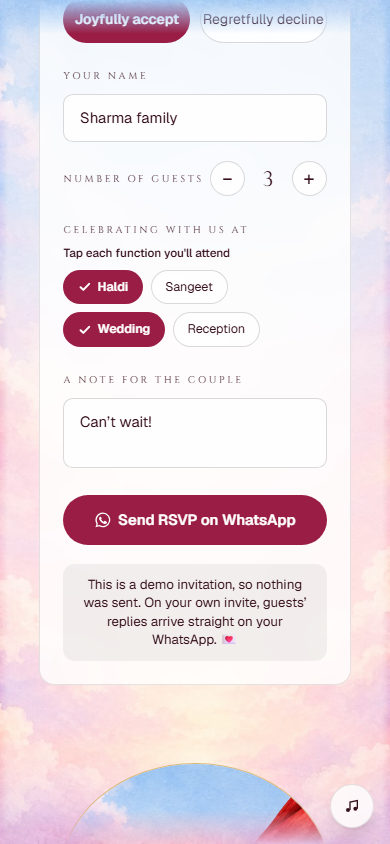 Joyfully accept
Regretfully decline
YOUR NAME
Sharma family
NUMBER OF GUESTS
− 3 +
CELEBRATING WITH US AT
Tap each function you'll attend
Haldi
Sangeet
Wedding
Reception
A NOTE FOR THE COUPLE
Can't wait!
Send RSVP on WhatsApp
This is a demo invitation, so nothing
was sent. On your own invite, guests'
replies arrive straight on your
WhatsApp. 💌